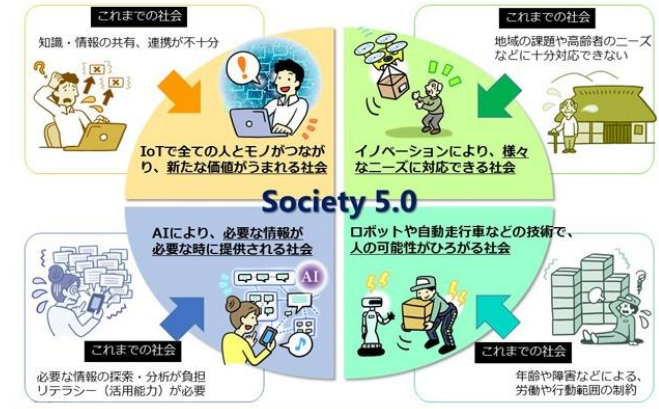 これまでの社会
知識・情報の共有、連携が不十分
IoTで全ての人とモノがつなが
り、新たな価値がうまれる社会
これまでの社会
地域の課題や高齢者のニーズ
などに十分対応できない
イノベーションにより、様々
なニーズに対応できる社会
Society 5.0
AIにより、必要な情報が
必要な時に提供される社会
AI
これまでの社会
必要な情報の探索・分析が負担
リテラシー（活用能力）が必要
ロボットや自動走行車などの技術で、
人の可能性がひろがる社会
これまでの社会
年齢や障害などによる、
労働や行動範囲の制約